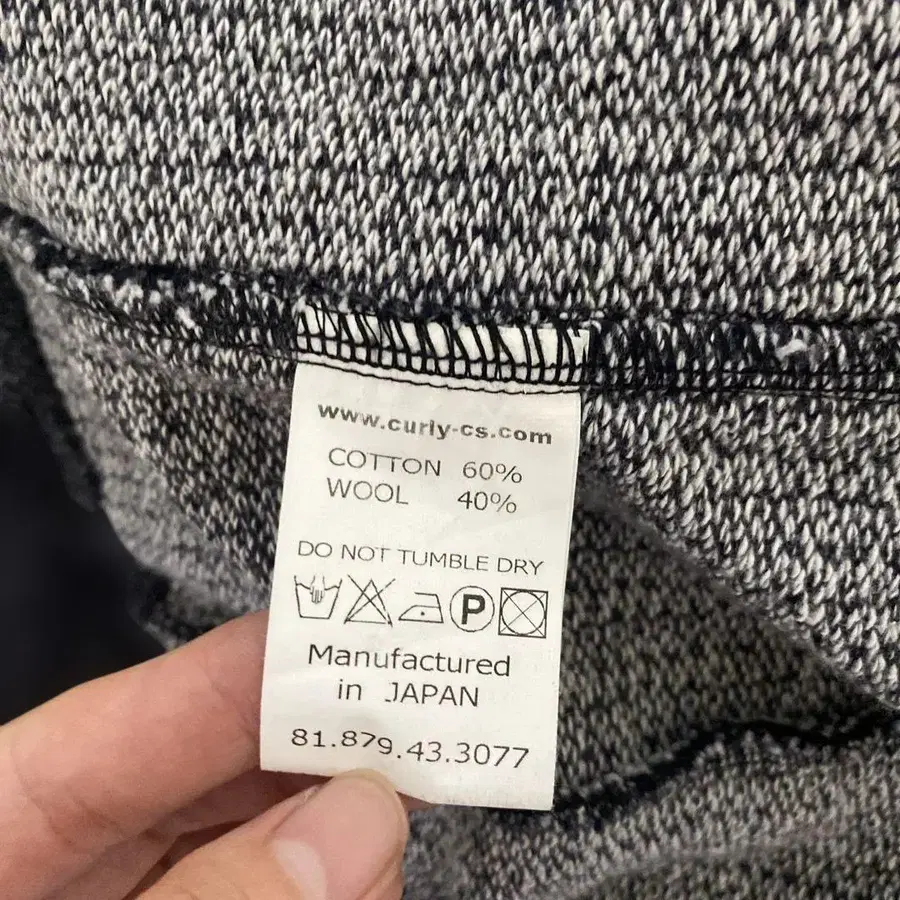 www.curly-cs.com
COTTON 60%
WOOL 40%
DO NOT TUMBLE DRY
P
Manufactured
in JAPAN
81.879.43.3077